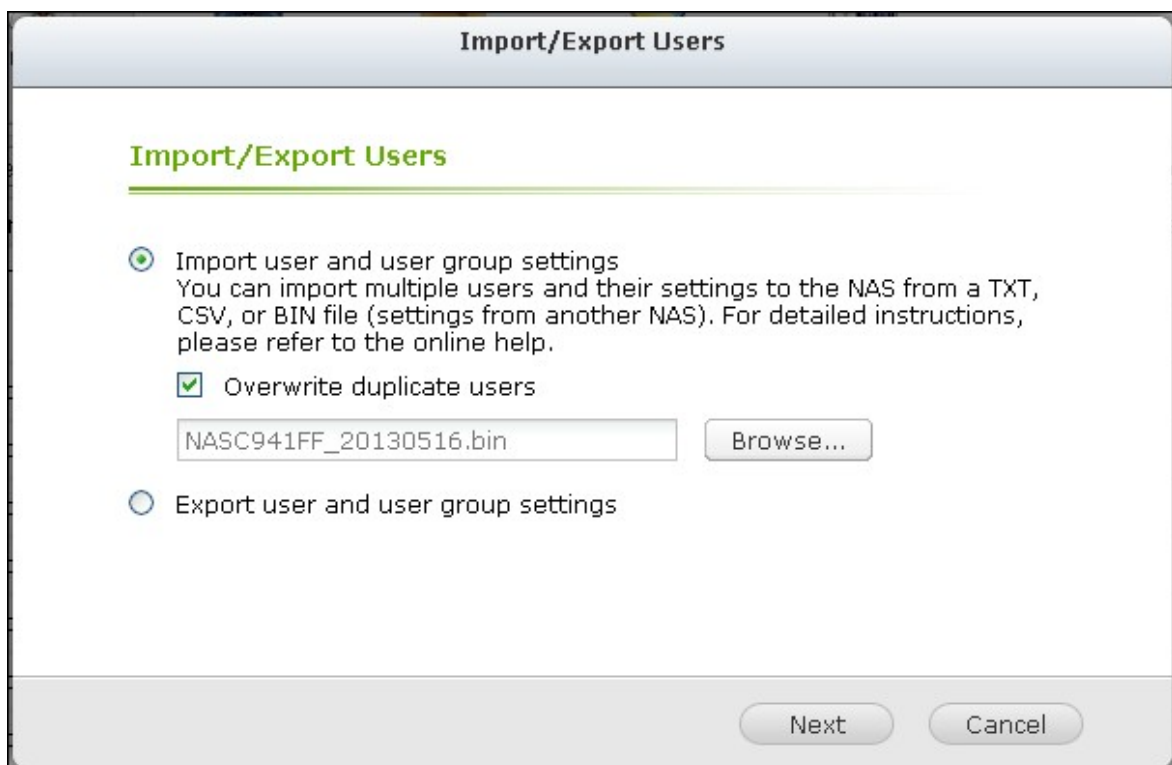 Import/Export Users
Import/Export Users
Import user and user group settings
You can import multiple users and their settings to the NAS from a TXT,
CSV, or BIN file (settings from another NAS). For detailed instructions,
please refer to the online help.
Overwrite duplicate users
NASC941FF_20130516.bin
Browse...
Export user and user group settings
Next
Cancel